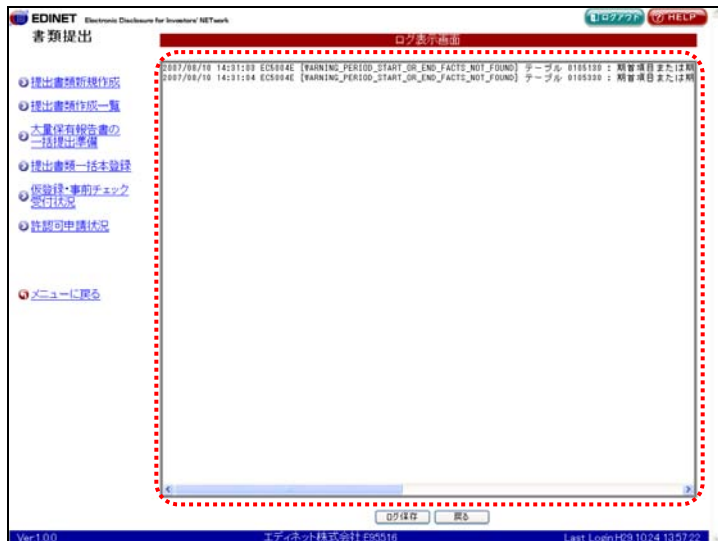 EDINET Electronic Disclosure for Investors' NETwork
ログアウト
HELP
書類提出
ログ表示画面
2007/08/10 14:31:03 EC5004E [WARNING_PERIOD_START_OR_END_FACTS_NOT_FOUND] テーブル 0105130 : 期首項目または期
2007/08/10 14:31:04 EC5004E [WARNING_PERIOD_START_OR_END_FACTS_NOT_FOUND] テーブル 0105330 : 期首項目または期
提出書類新規作成
提出書類作成一覧
大量保有報告書の
一括提出準備
提出書類一括本登録
仮登録・事前チェック
受付状況
許認可申請状況
メニューに戻る
ログ保存
戻る
Ver1.00
エディネット株式会社:E95516
Last Login:H29.10.24 13:57:22